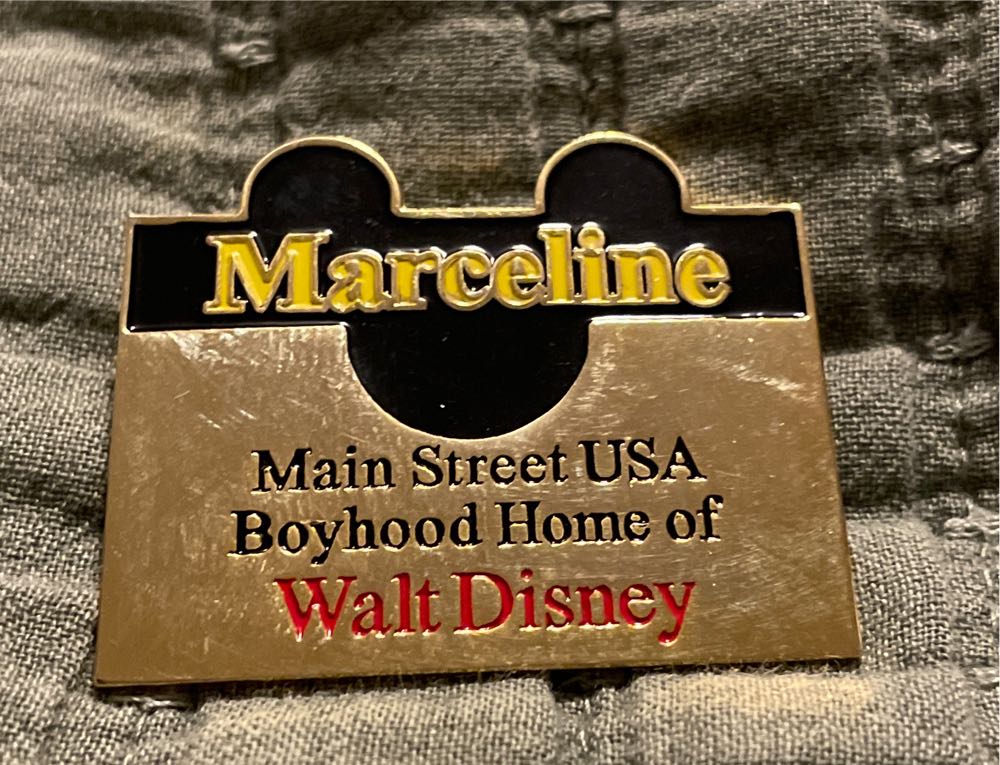 Marceline
Main Street USA
Boyhood Home of
Walt Disney